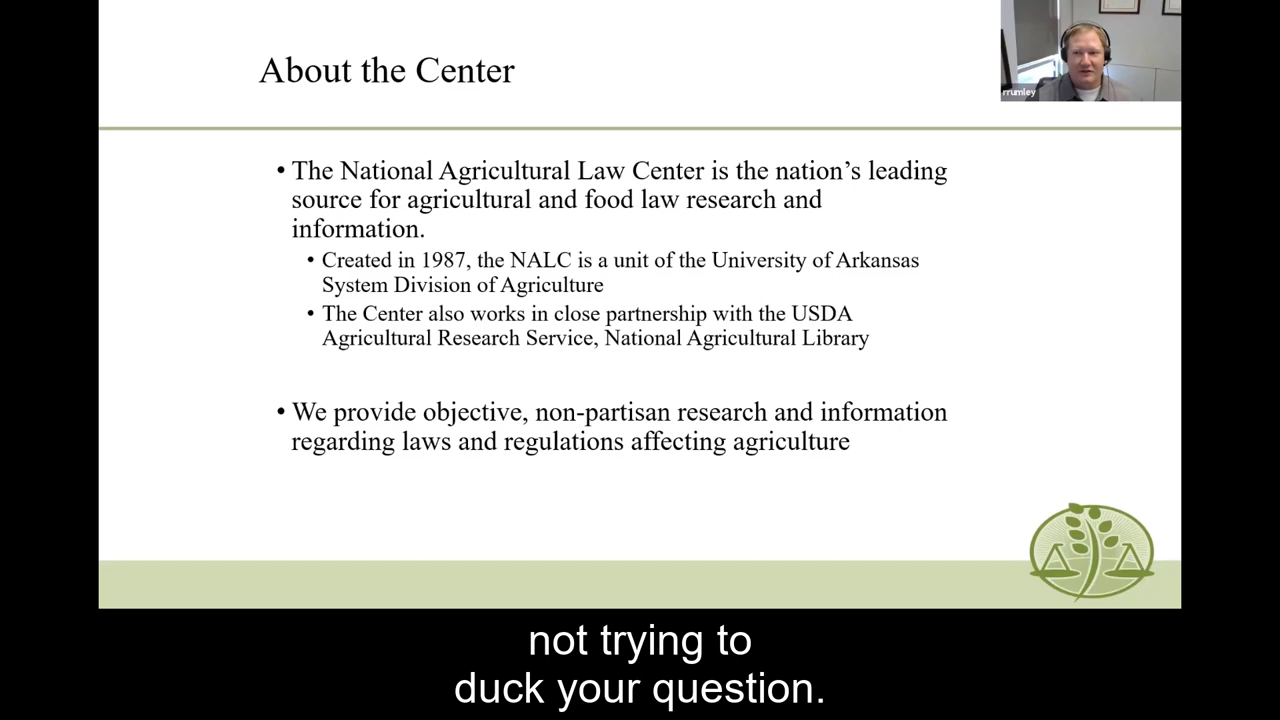 About the Center
rrumley
• The National Agricultural Law Center is the nation’s leading
source for agricultural and food law research and
information.
• Created in 1987, the NALC is a unit of the University of Arkansas
System Division of Agriculture
• The Center also works in close partnership with the USDA
Agricultural Research Service, National Agricultural Library
• We provide objective, non-partisan research and information
regarding laws and regulations affecting agriculture
not trying to
duck your question.